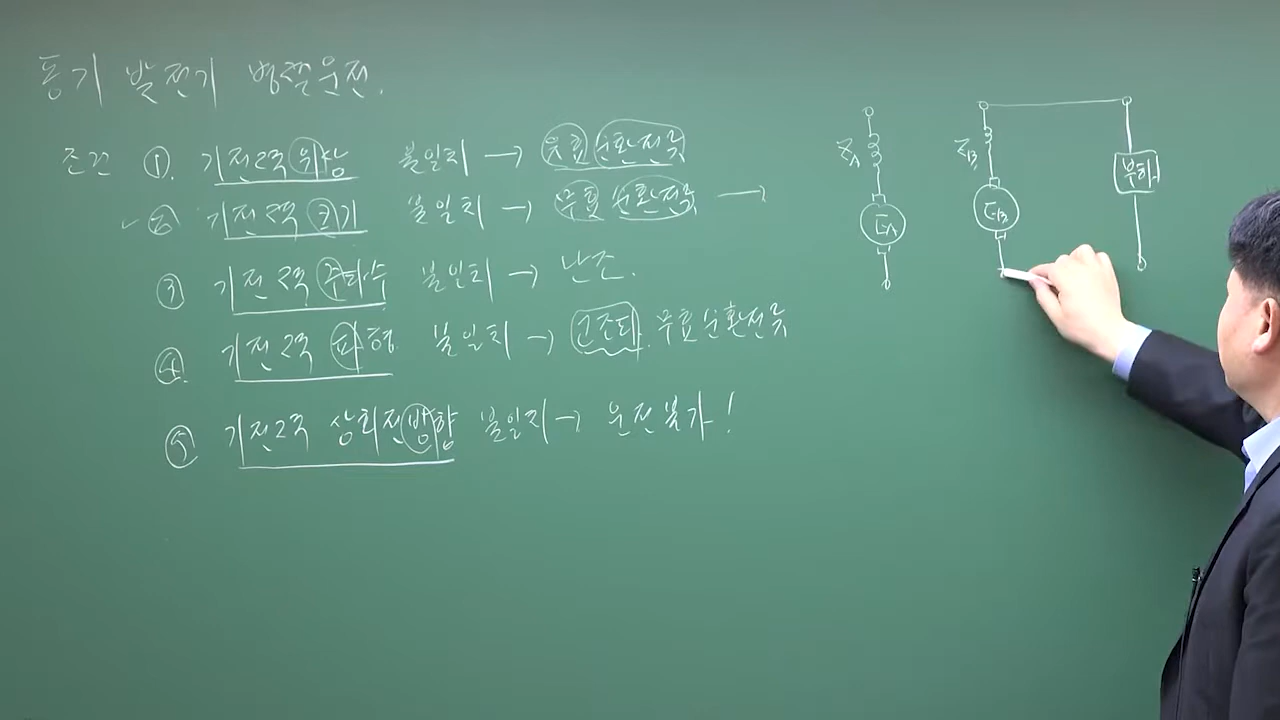 동기 발전기 병렬운전.
조건 ①. 기전력 위상 불일치 → 유효 순환전류
② 기전력 크기 불일치 → 무효 순환전류 →
③ 기전력 주파수 불일치 → 난조.
④ 기전력 파형 불일치 → 고조파 무효순환전류
⑤ 기전력 상회전방향 불일치 → 운전불가!
ZA
ZB
부하
EA
EB